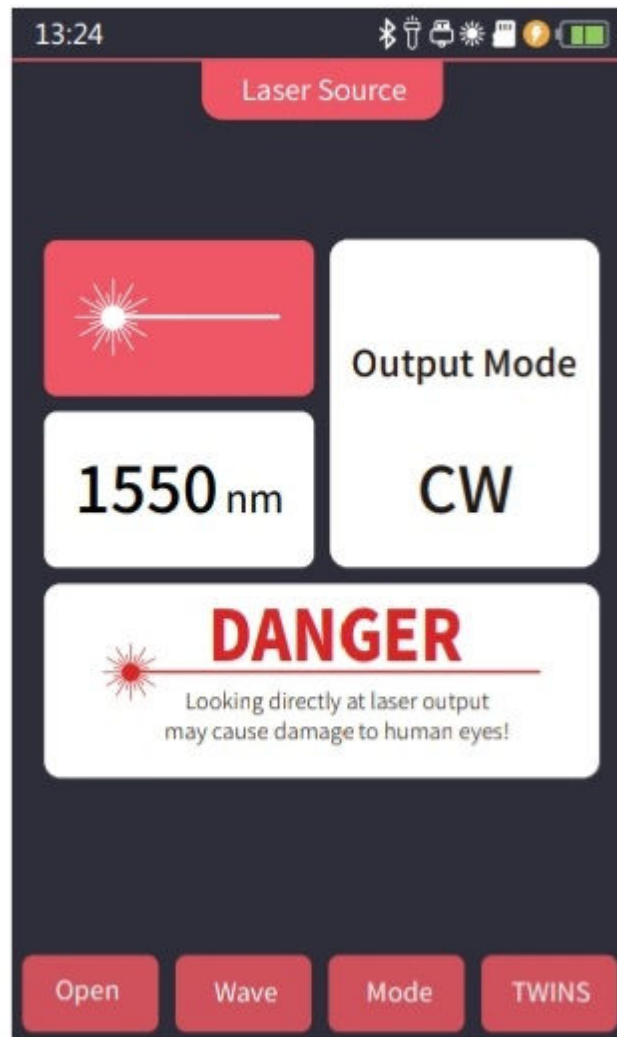 13:24
Laser Source
Output Mode
1550 nm
CW
DANGER
Looking directly at laser output
may cause damage to human eyes!
Open
Wave
Mode
TWINS